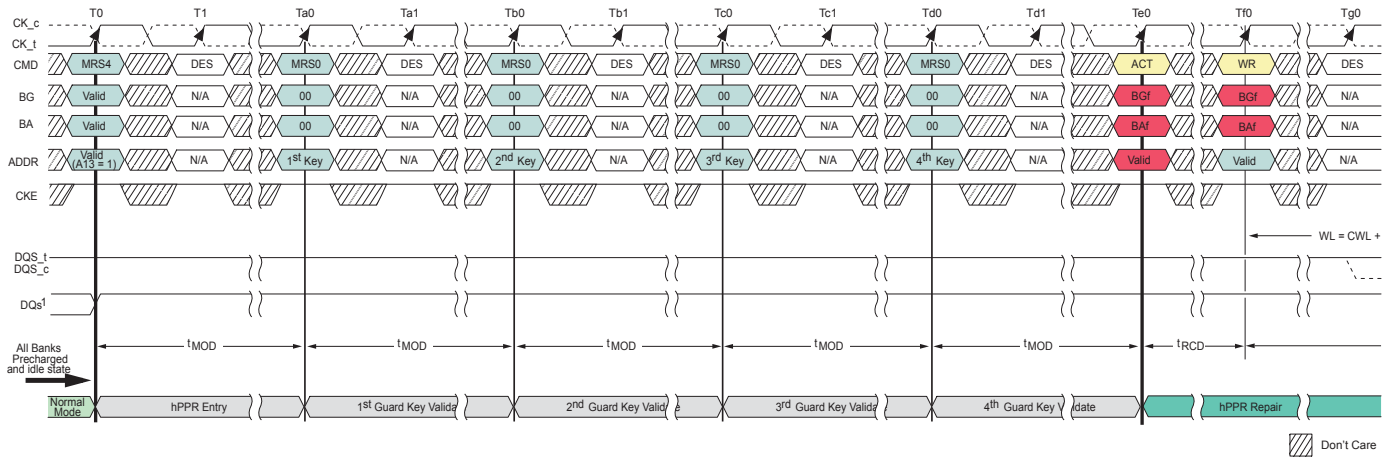 T0 T1 Ta0 Ta1 Tb0 Tb1 Tc0 Tc1 Td0 Td1 Te0 Tf0 Tg0
CK_c
CK_t
CMD MRS4 DES MRS0 DES MRS0 DES MRS0 DES MRS0 DES ACT WR DES
BG Valid N/A 00 N/A 00 N/A 00 N/A 00 N/A BGf BGf N/A
BA Valid N/A 00 N/A 00 N/A 00 N/A 00 N/A BAf BAf N/A
ADDR Valid (A13 = 1) N/A 1st Key N/A 2nd Key N/A 3rd Key N/A 4th Key N/A Valid Valid N/A
CKE
WL = CWL +
DQS_t
DQS_c
DQs1
tMOD tMOD tMOD tMOD tMOD tRCD
All Banks
Precharged
and idle state
Normal Mode hPPR Entry 1st Guard Key Valida 2nd Guard Key Valid e 3rd Guard Key Valida 4th Guard Key V idate hPPR Repair
Don't Care